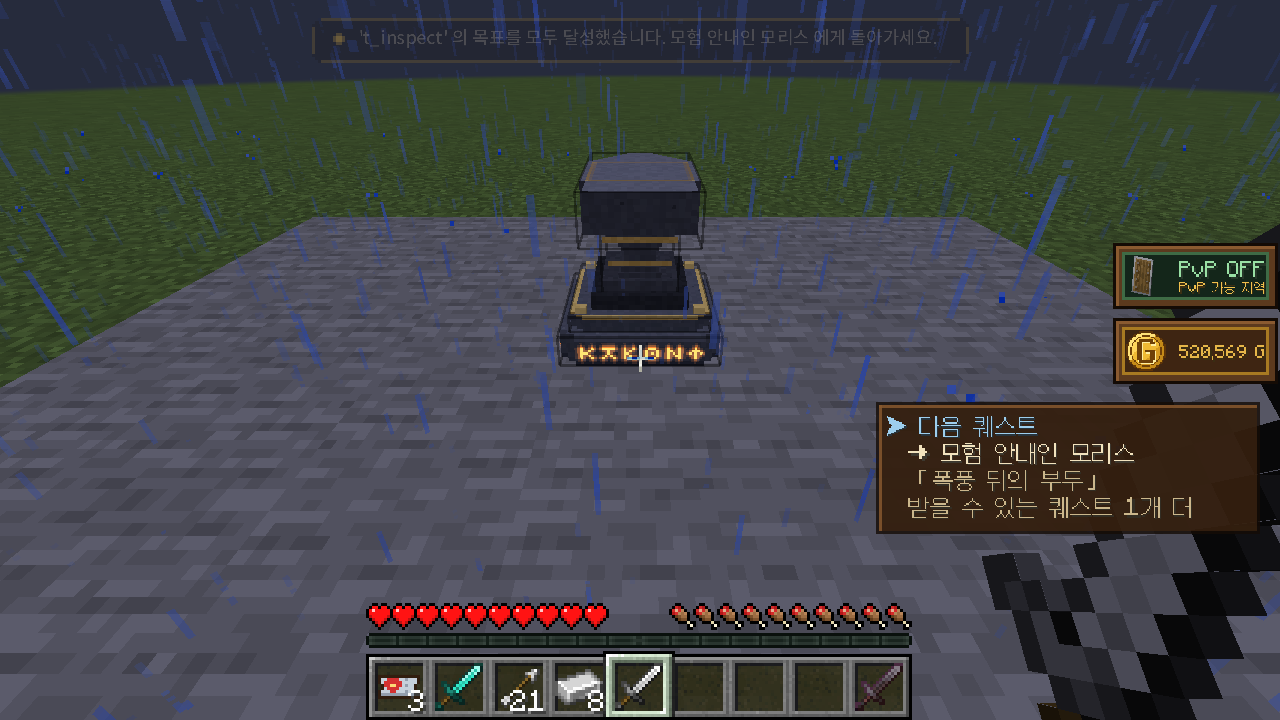 't_inspect' 의 목표를 모두 달성했습니다. 모험 안내인 모리스 에게 돌아가세요.
PvP OFF
PvP 가능 지역
520,569 G
다음 퀘스트
→ 모험 안내인 모리스
「폭풍 뒤의 부두」
받을 수 있는 퀘스트 1개 더
3
21
8